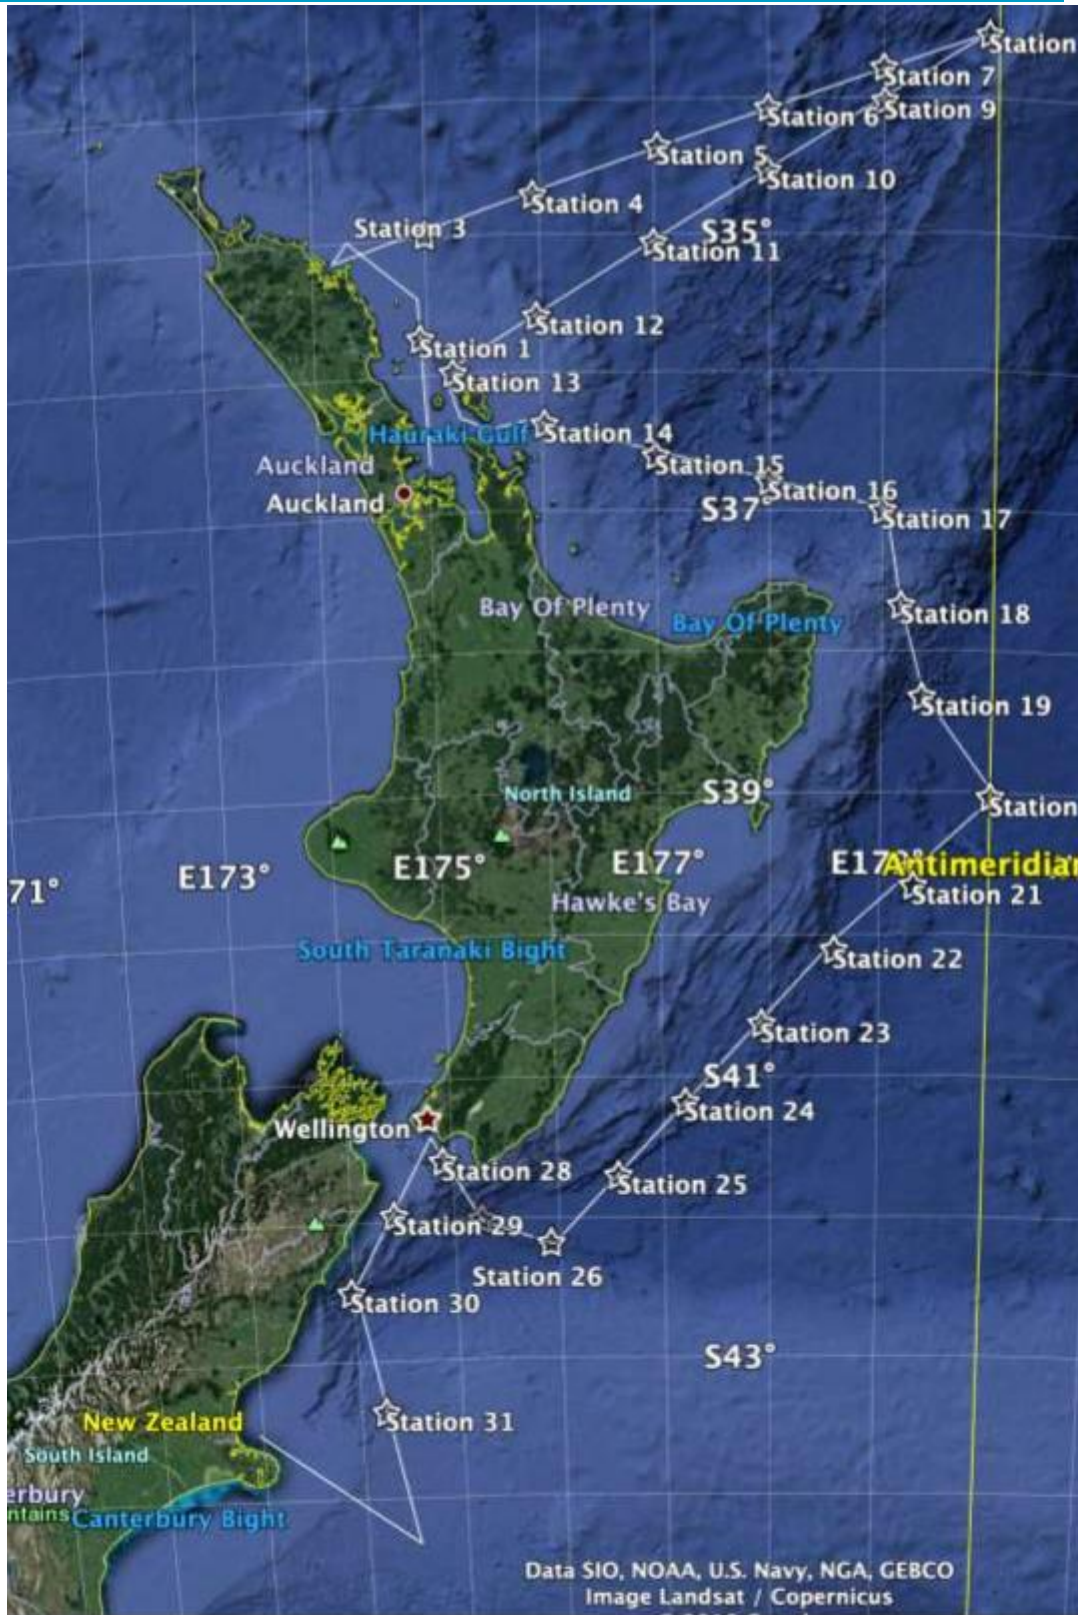 Station
Station 7
Station 9
Station 6
Station 5
Station 10
Station 4
Station 3
S35°
Station 11
Station 12
Station 1
Station 13
Hauraki Gulf
Station 14
Auckland
Station 15
Auckland
Station 16
S37°
Station 17
Bay Of Plenty
Bay Of Plenty
Station 18
Station 19
North Island
S39°
Station
71°
E173°
E175°
E177°
Antimeridian
Station 21
Hawke's Bay
South Taranaki Bight
Station 22
Station 23
S41°
Station 24
Wellington
Station 28
Station 25
Station 29
Station 26
Station 30
S43°
New Zealand
Station 31
South Island
erbury
ntains
Canterbury Bight
Data SIO, NOAA, U.S. Navy, NGA, GEBCO
Image Landsat / Copernicus